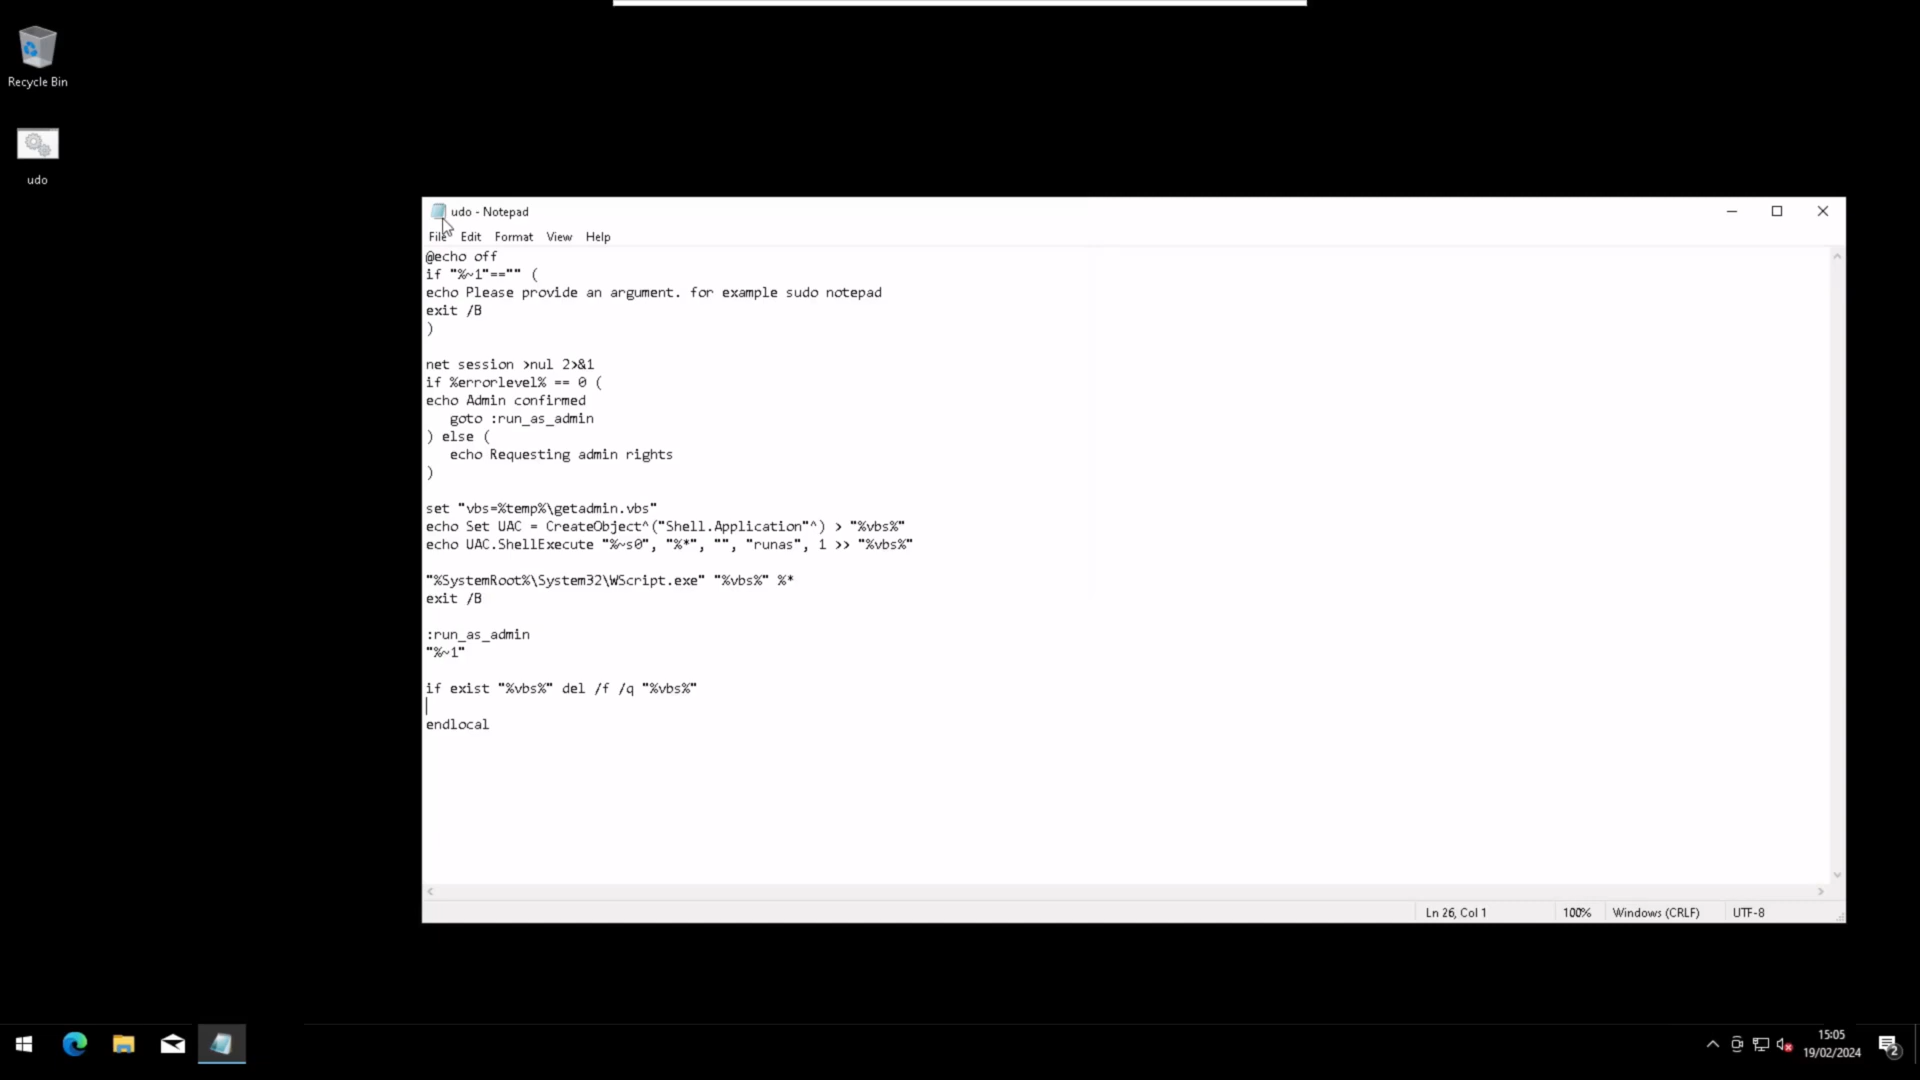 Recycle Bin
udo
udo - Notepad
File Edit Format View Help
@echo off
if "%~1"=="" (
echo Please provide an argument. for example sudo notepad
exit /B
)
net session >nul 2>&1
if %errorlevel% == 0 (
echo Admin confirmed
goto :run_as_admin
) else (
echo Requesting admin rights
)
set "vbs=%temp%\getadmin.vbs"
echo Set UAC = CreateObject^("Shell.Application"^) > "%vbs%"
echo UAC.ShellExecute "%~s0", "%*", "", "runas", 1 >> "%vbs%"
"%SystemRoot%\System32\WScript.exe" "%vbs%" %*
exit /B
:run_as_admin
"%~1"
if exist "%vbs%" del /f /q "%vbs%"
endlocal
Ln 26, Col 1 100% Windows (CRLF) UTF-8
15:05
19/02/2024
2